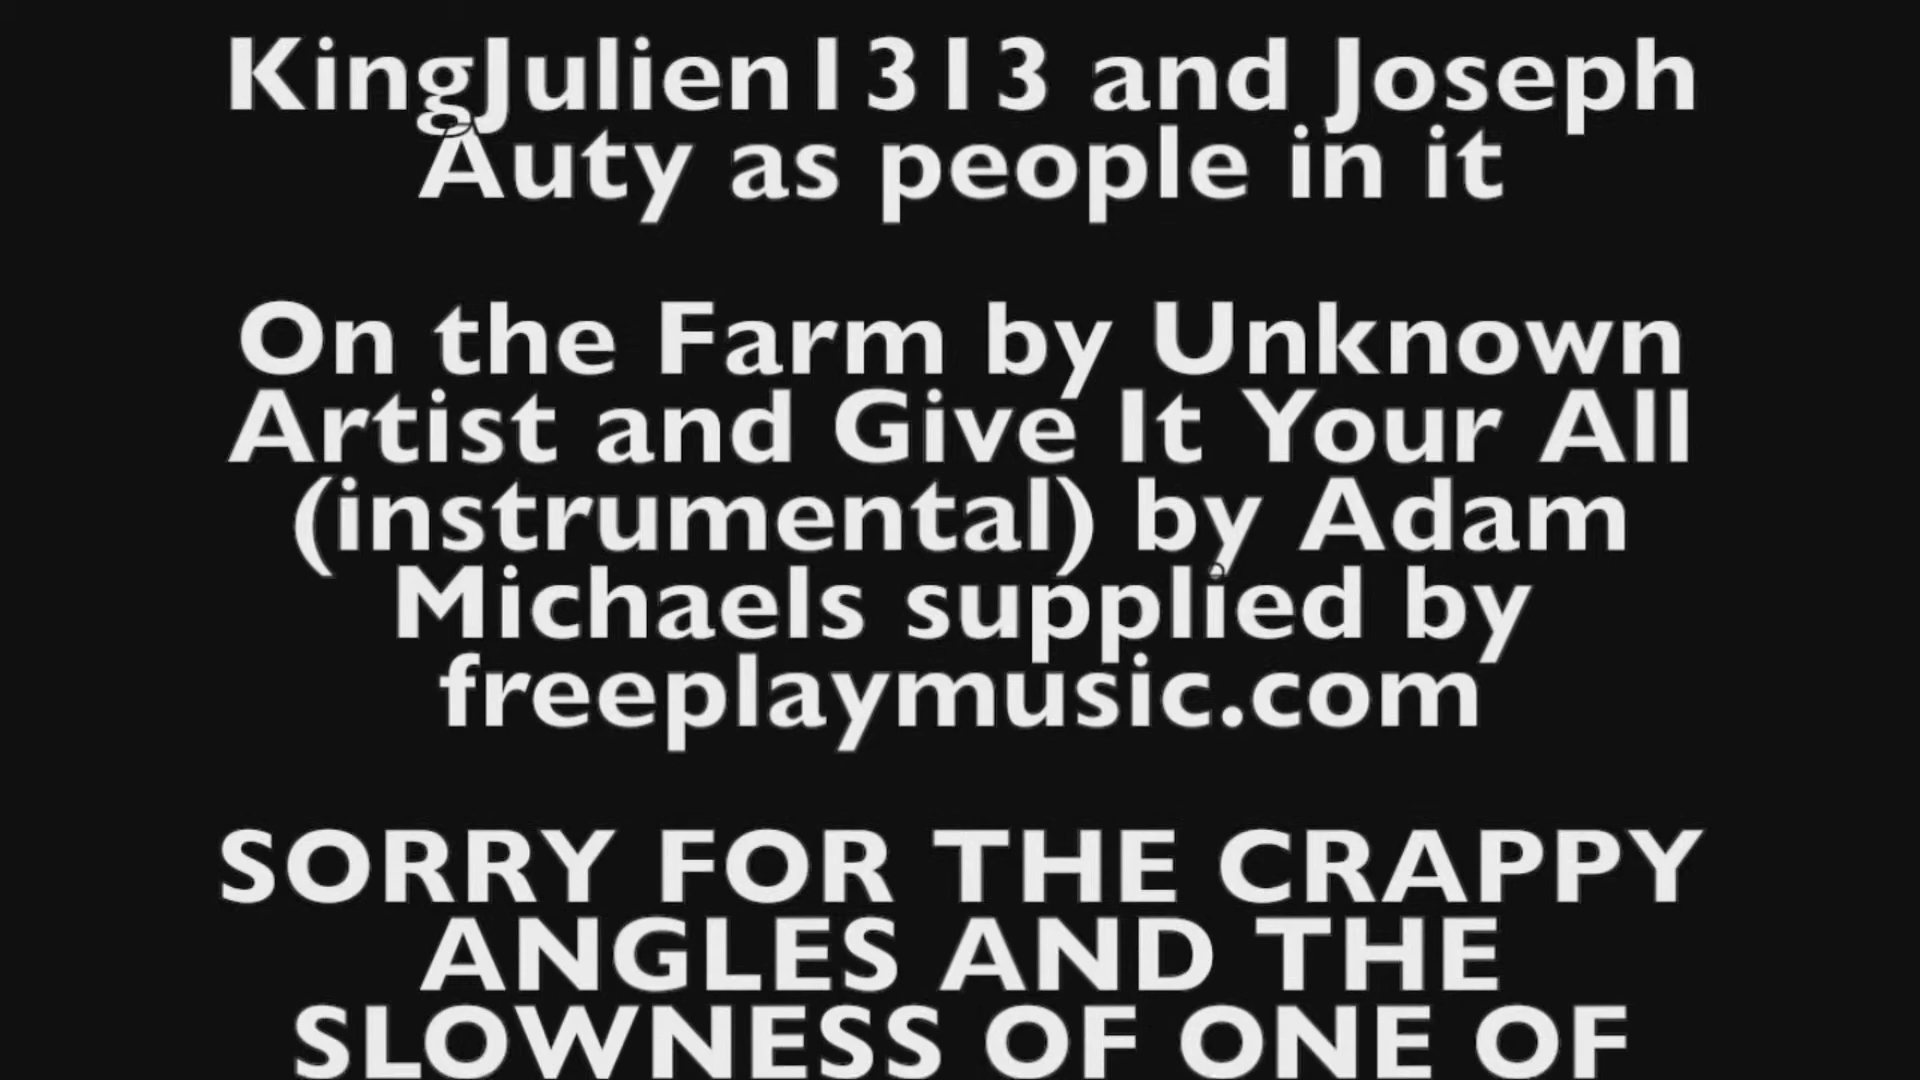 KingJulien1313 and Joseph
Auty as people in it
On the Farm by Unknown
Artist and Give It Your All
(instrumental) by Adam
Michaels supplied by
freeplaymusic.com
SORRY FOR THE CRAPPY
ANGLES AND THE
SLOWNESS OF ONE OF